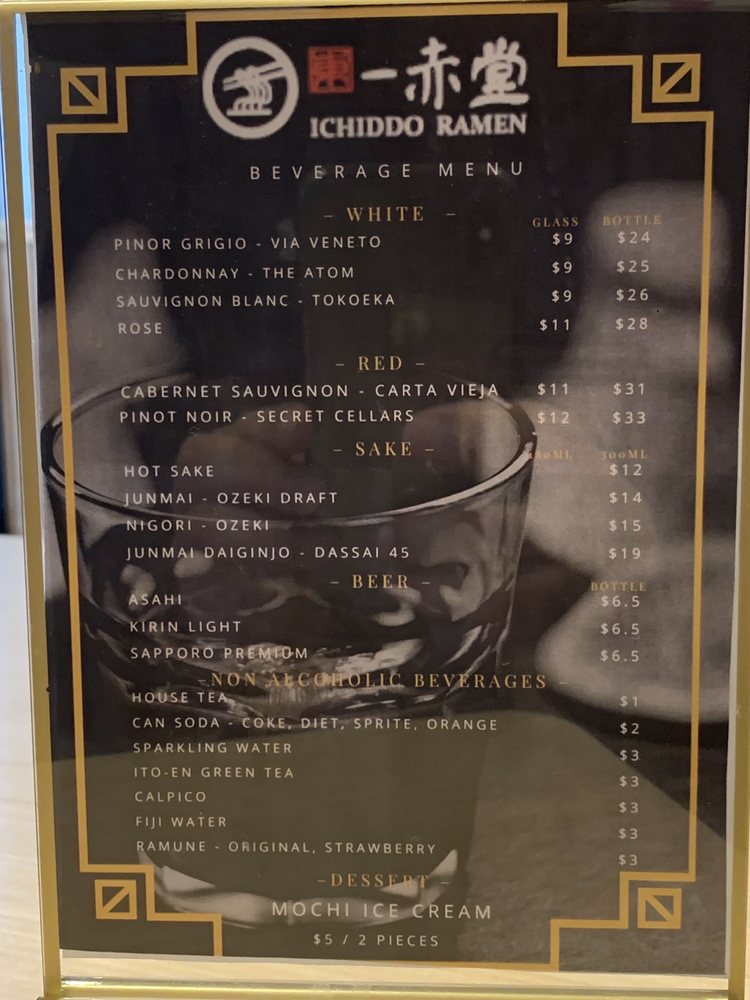 一赤堂
ICHIDDO RAMEN
BEVERAGE MENU
- WHITE -
GLASS BOTTLE
PINOR GRIGIO - VIA VENETO $9 $24
CHARDONNAY - THE ATOM $9 $25
SAUVIGNON BLANC - TOKOEKA $9 $26
ROSE $11 $28
- RED -
CABERNET SAUVIGNON - CARTA VIEJA $11 $31
PINOT NOIR - SECRET CELLARS $12 $33
- SAKE -
180ML 300ML
HOT SAKE $12
JUNMAI - OZEKI DRAFT $14
NIGORI - OZEKI $15
JUNMAI DAIGINJO - DASSAI 45 $19
- BEER -
BOTTLE
ASAHI $6.5
KIRIN LIGHT $6.5
SAPPORO PREMIUM $6.5
-NON ALCOHOLIC BEVERAGES -
HOUSE TEA $1
CAN SODA - COKE, DIET, SPRITE, ORANGE $2
SPARKLING WATER $3
ITO-EN GREEN TEA $3
CALPICO $3
FIJI WATER $3
RAMUNE - ORIGINAL, STRAWBERRY $3
-DESSERT -
MOCHI ICE CREAM
$5 / 2 PIECES